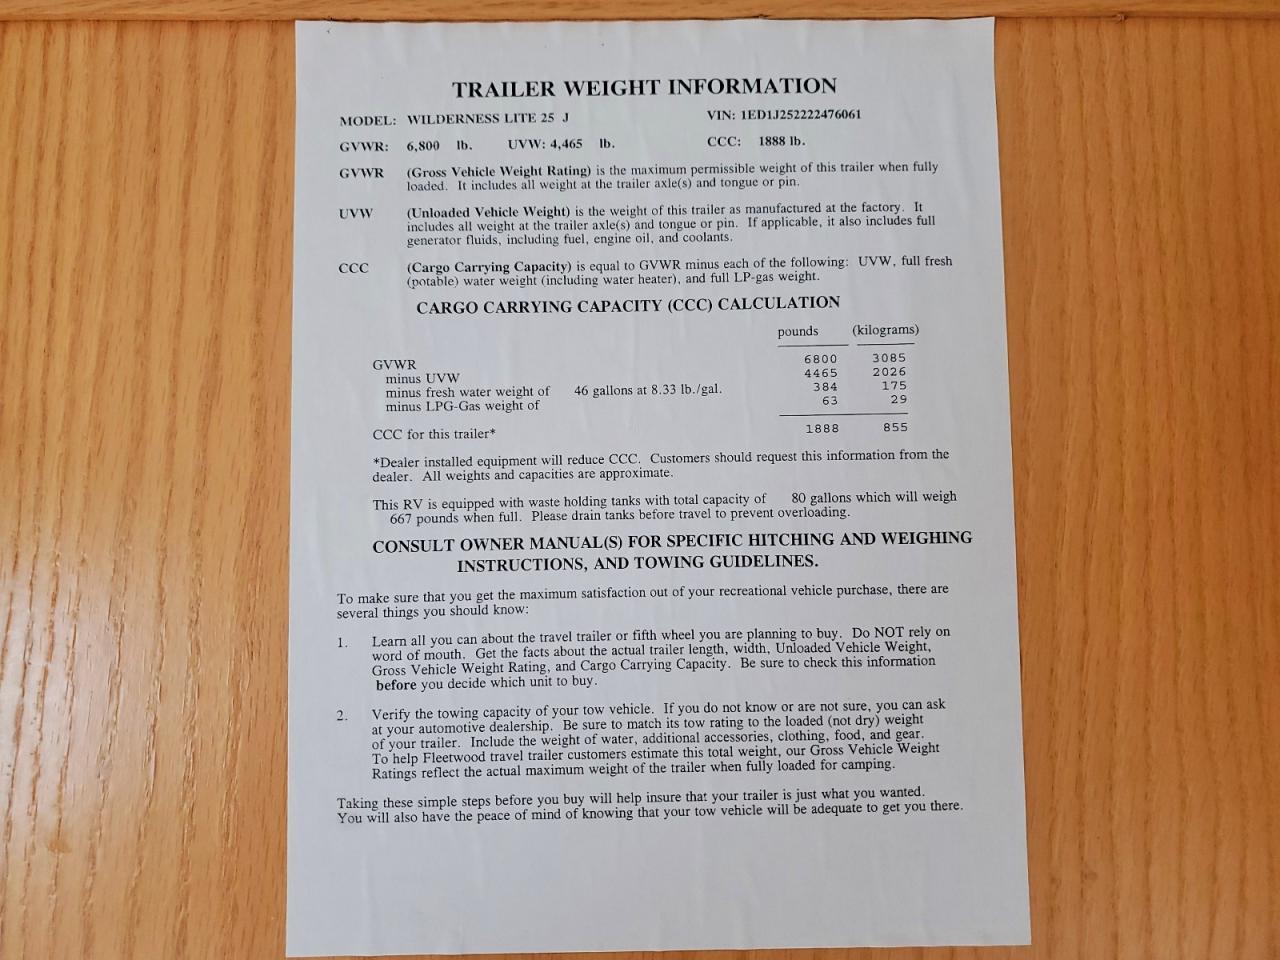 TRAILER WEIGHT INFORMATION
MODEL: WILDERNESS LITE 25 J VIN: 1ED1J252222476061
GVWR: 6,800 lb. UVW: 4,465 lb. CCC: 1888 lb.
GVWR (Gross Vehicle Weight Rating) is the maximum permissible weight of this trailer when fully
loaded. It includes all weight at the trailer axle(s) and tongue or pin.
UVW (Unloaded Vehicle Weight) is the weight of this trailer as manufactured at the factory. It
includes all weight at the trailer axle(s) and tongue or pin. If applicable, it also includes full
generator fluids, including fuel, engine oil, and coolants.
CCC (Cargo Carrying Capacity) is equal to GVWR minus each of the following: UVW, full fresh
(potable) water weight (including water heater), and full LP-gas weight.
CARGO CARRYING CAPACITY (CCC) CALCULATION
pounds (kilograms)
GVWR 6800 3085
minus UVW 4465 2026
minus fresh water weight of 46 gallons at 8.33 lb./gal. 384 175
minus LPG-Gas weight of 63 29
CCC for this trailer* 1888 855
*Dealer installed equipment will reduce CCC. Customers should request this information from the
dealer. All weights and capacities are approximate.
This RV is equipped with waste holding tanks with total capacity of 80 gallons which will weigh
667 pounds when full. Please drain tanks before travel to prevent overloading.
CONSULT OWNER MANUAL(S) FOR SPECIFIC HITCHING AND WEIGHING
INSTRUCTIONS, AND TOWING GUIDELINES.
To make sure that you get the maximum satisfaction out of your recreational vehicle purchase, there are
several things you should know:
1. Learn all you can about the travel trailer or fifth wheel you are planning to buy. Do NOT rely on
word of mouth. Get the facts about the actual trailer length, width, Unloaded Vehicle Weight,
Gross Vehicle Weight Rating, and Cargo Carrying Capacity. Be sure to check this information
before you decide which unit to buy.
2. Verify the towing capacity of your tow vehicle. If you do not know or are not sure, you can ask
at your automotive dealership. Be sure to match its tow rating to the loaded (not dry) weight
of your trailer. Include the weight of water, additional accessories, clothing, food, and gear.
To help Fleetwood travel trailer customers estimate this total weight, our Gross Vehicle Weight
Ratings reflect the actual maximum weight of the trailer when fully loaded for camping.
Taking these simple steps before you buy will help insure that your trailer is just what you wanted.
You will also have the peace of mind of knowing that your tow vehicle will be adequate to get you there.